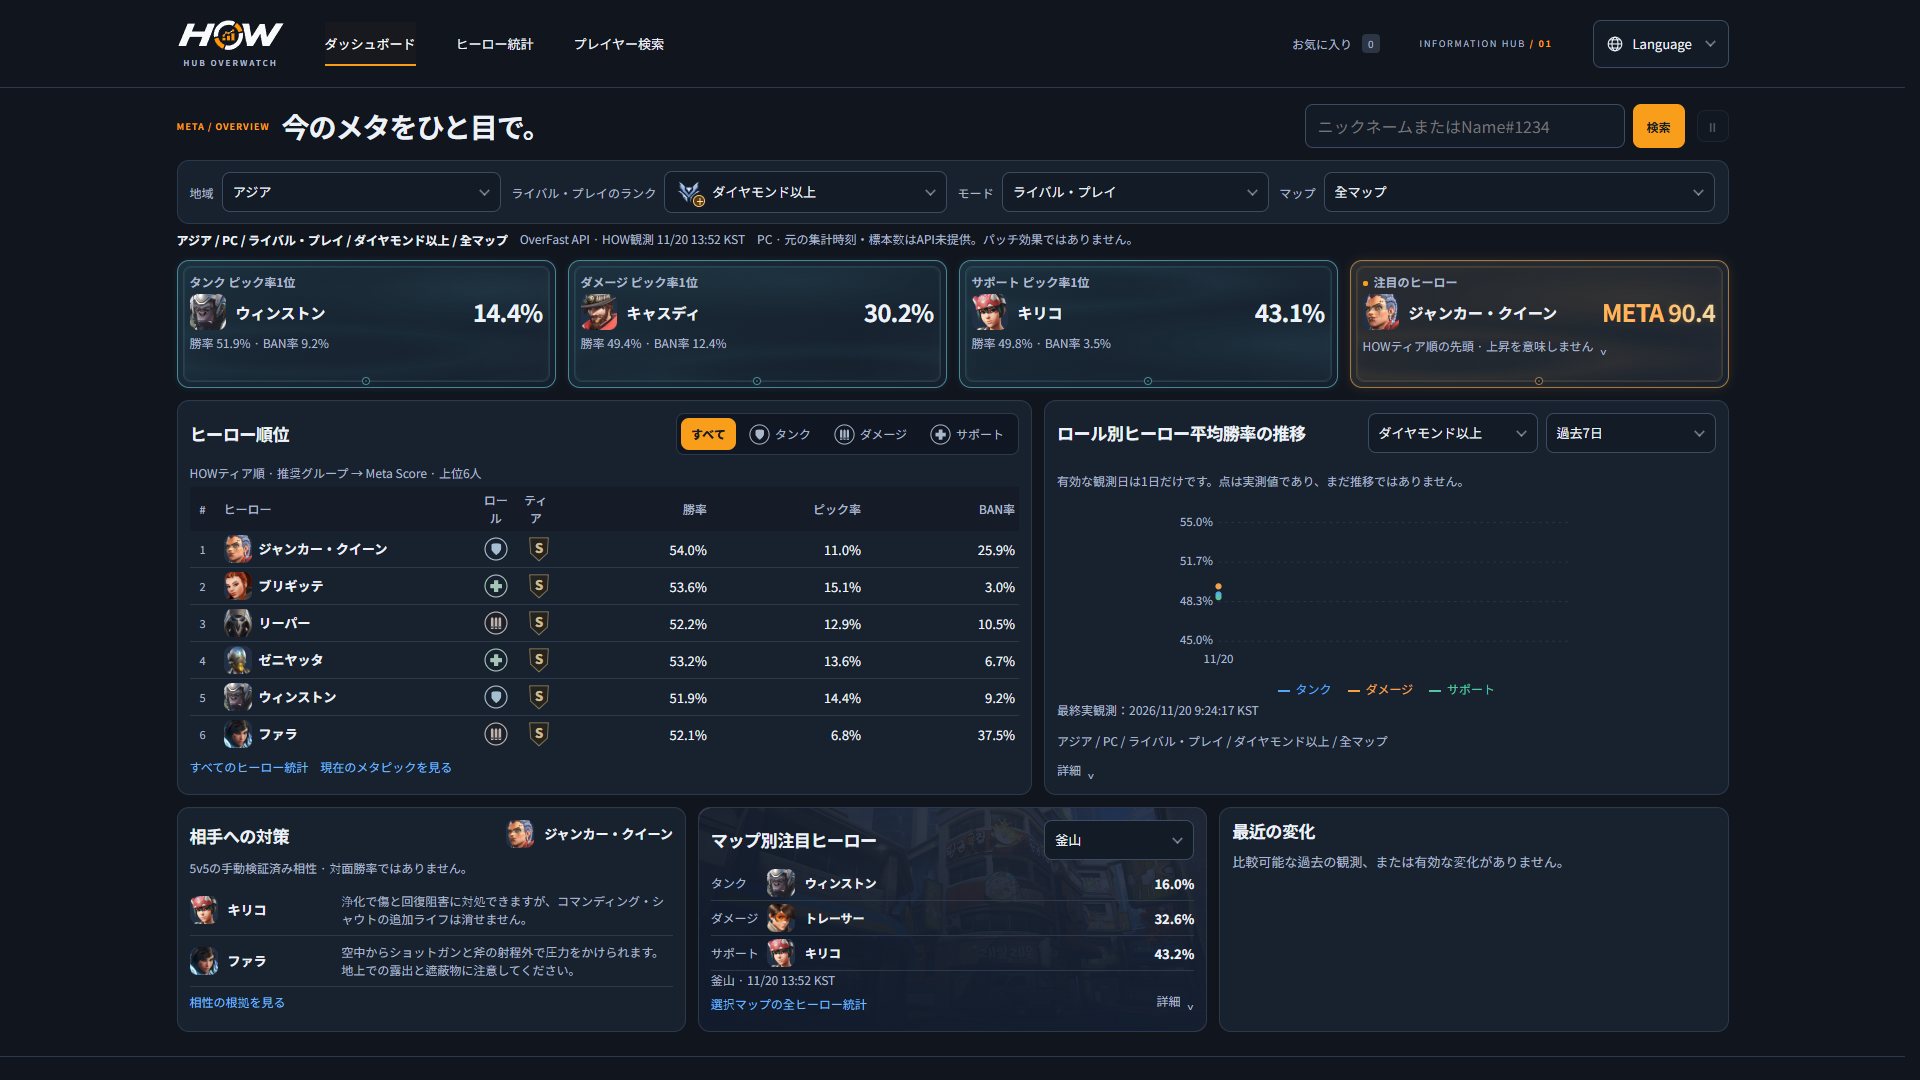 HOW
HUB OVERWATCH
ダッシュボード
ヒーロー統計
プレイヤー検索
お気に入り 0
INFORMATION HUB / 01
Language
META / OVERVIEW
今のメタをひと目で。
ニックネームまたはName#1234
検索
地域
アジア
ライバル・プレイのランク
ダイヤモンド以上
モード
ライバル・プレイ
マップ
全マップ
アジア / PC / ライバル・プレイ / ダイヤモンド以上 / 全マップ
OverFast API · HOW観測 11/20 13:52 KST
PC · 元の集計時刻・標本数はAPI未提供。パッチ効果ではありません。
タンク ピック率1位
ウィンストン
14.4%
勝率 51.9% · BAN率 9.2%
ダメージ ピック率1位
キャスディ
30.2%
勝率 49.4% · BAN率 12.4%
サポート ピック率1位
キリコ
43.1%
勝率 49.8% · BAN率 3.5%
注目のヒーロー
ジャンカー・クイーン
META 90.4
HOWティア順の先頭 · 上昇を意味しません
ヒーロー順位
すべて
タンク
ダメージ
サポート
HOWティア順 · 推奨グループ → Meta Score · 上位6人
# ヒーロー ロール ティア 勝率 ピック率 BAN率
1 ジャンカー・クイーン S 54.0% 11.0% 25.9%
2 ブリギッテ S 53.6% 15.1% 3.0%
3 リーパー S 52.2% 12.9% 10.5%
4 ゼニヤッタ S 53.2% 13.6% 6.7%
5 ウィンストン S 51.9% 14.4% 9.2%
6 ファラ S 52.1% 6.8% 37.5%
すべてのヒーロー統計
現在のメタピックを見る
ロール別ヒーロー平均勝率の推移
ダイヤモンド以上
過去7日
有効な観測日は1日だけです。点は実測値であり、まだ推移ではありません。
55.0%
51.7%
48.3%
45.0%
11/20
タンク
ダメージ
サポート
最終実観測：2026/11/20 9:24:17 KST
アジア / PC / ライバル・プレイ / ダイヤモンド以上 / 全マップ
詳細
相手への対策
ジャンカー・クイーン
5v5の手動検証済み相性 · 対面勝率ではありません。
キリコ
浄化で傷と回復阻害に対処できますが、コマンディング・シ
ャウトの追加ライフは消せません。
ファラ
空中からショットガンと斧の射程外で圧力をかけられます。
地上での露出と遮蔽物に注意してください。
相性の根拠を見る
マップ別注目ヒーロー
釜山
タンク ウィンストン 16.0%
ダメージ トレーサー 32.6%
サポート キリコ 43.2%
釜山 · 11/20 13:52 KST
選択マップの全ヒーロー統計
詳細
最近の変化
比較可能な過去の観測、または有効な変化がありません。